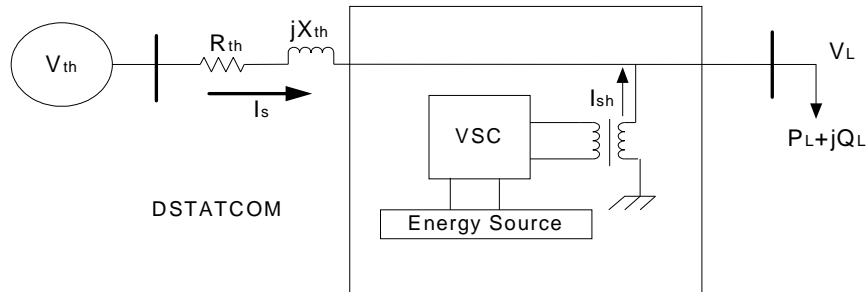 jXth
Rth
Vth
VL
Is
Ish
VSC
PL+jQL
DSTATCOM
Energy Source